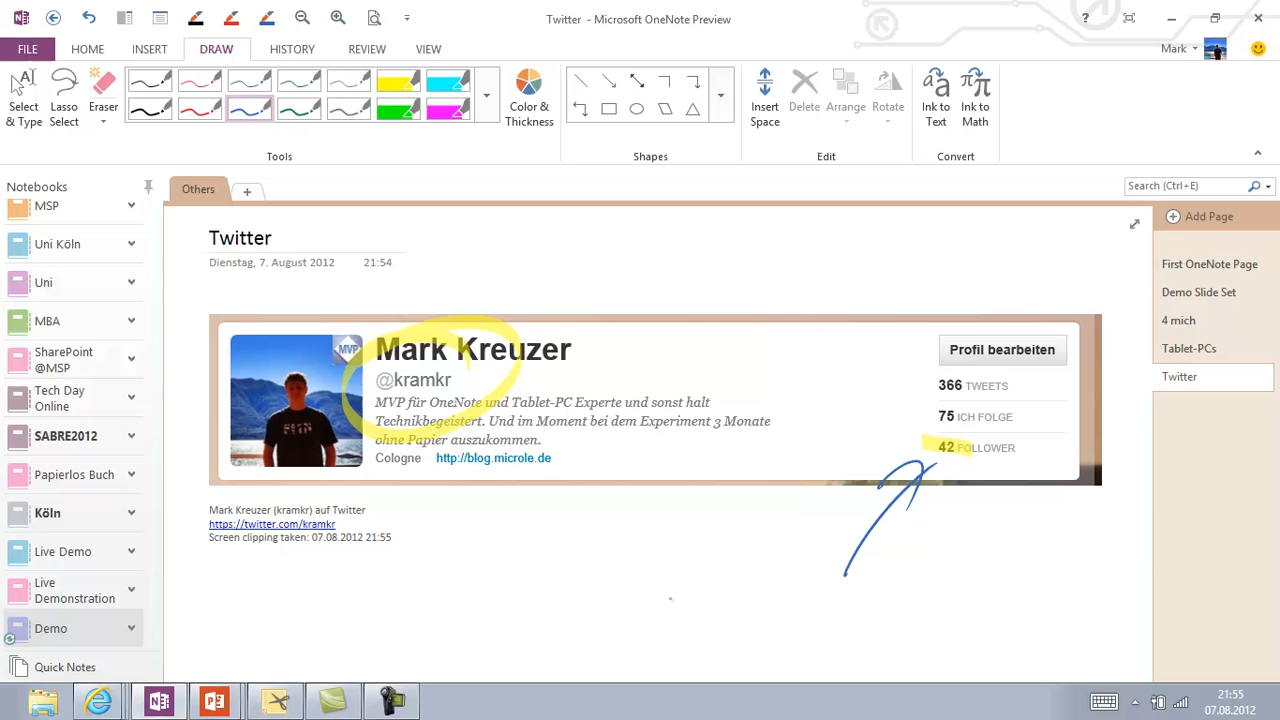 Twitter - Microsoft OneNote Preview
?
FILE
HOME
INSERT
DRAW
HISTORY
REVIEW
VIEW
Mark
Select & Type
Lasso Select
Eraser
Color & Thickness
Insert Space
Delete
Arrange
Rotate
Ink to Text
Ink to Math
Tools
Shapes
Edit
Convert
Notebooks
MSP
Uni Köln
Uni
MBA
SharePoint @MSP
Tech Day Online
SABRE2012
Papierlos Buch
Köln
Live Demo
Live Demonstration
Demo
Quick Notes
Others
Search (Ctrl+E)
Twitter
Dienstag, 7. August 2012 21:54
MVP
Mark Kreuzer
@kramkr
MVP für OneNote und Tablet-PC Experte und sonst halt
Technikbegeistert. Und im Moment bei dem Experiment 3 Monate
ohne Papier auszukommen.
Cologne · http://blog.microle.de
Profil bearbeiten
366 TWEETS
75 ICH FOLGE
42 FOLLOWER
Mark Kreuzer (kramkr) auf Twitter
https://twitter.com/kramkr
Screen clipping taken: 07.08.2012 21:55
Add Page
First OneNote Page
Demo Slide Set
4 mich
Tablet-PCs
Twitter
21:55
07.08.2012